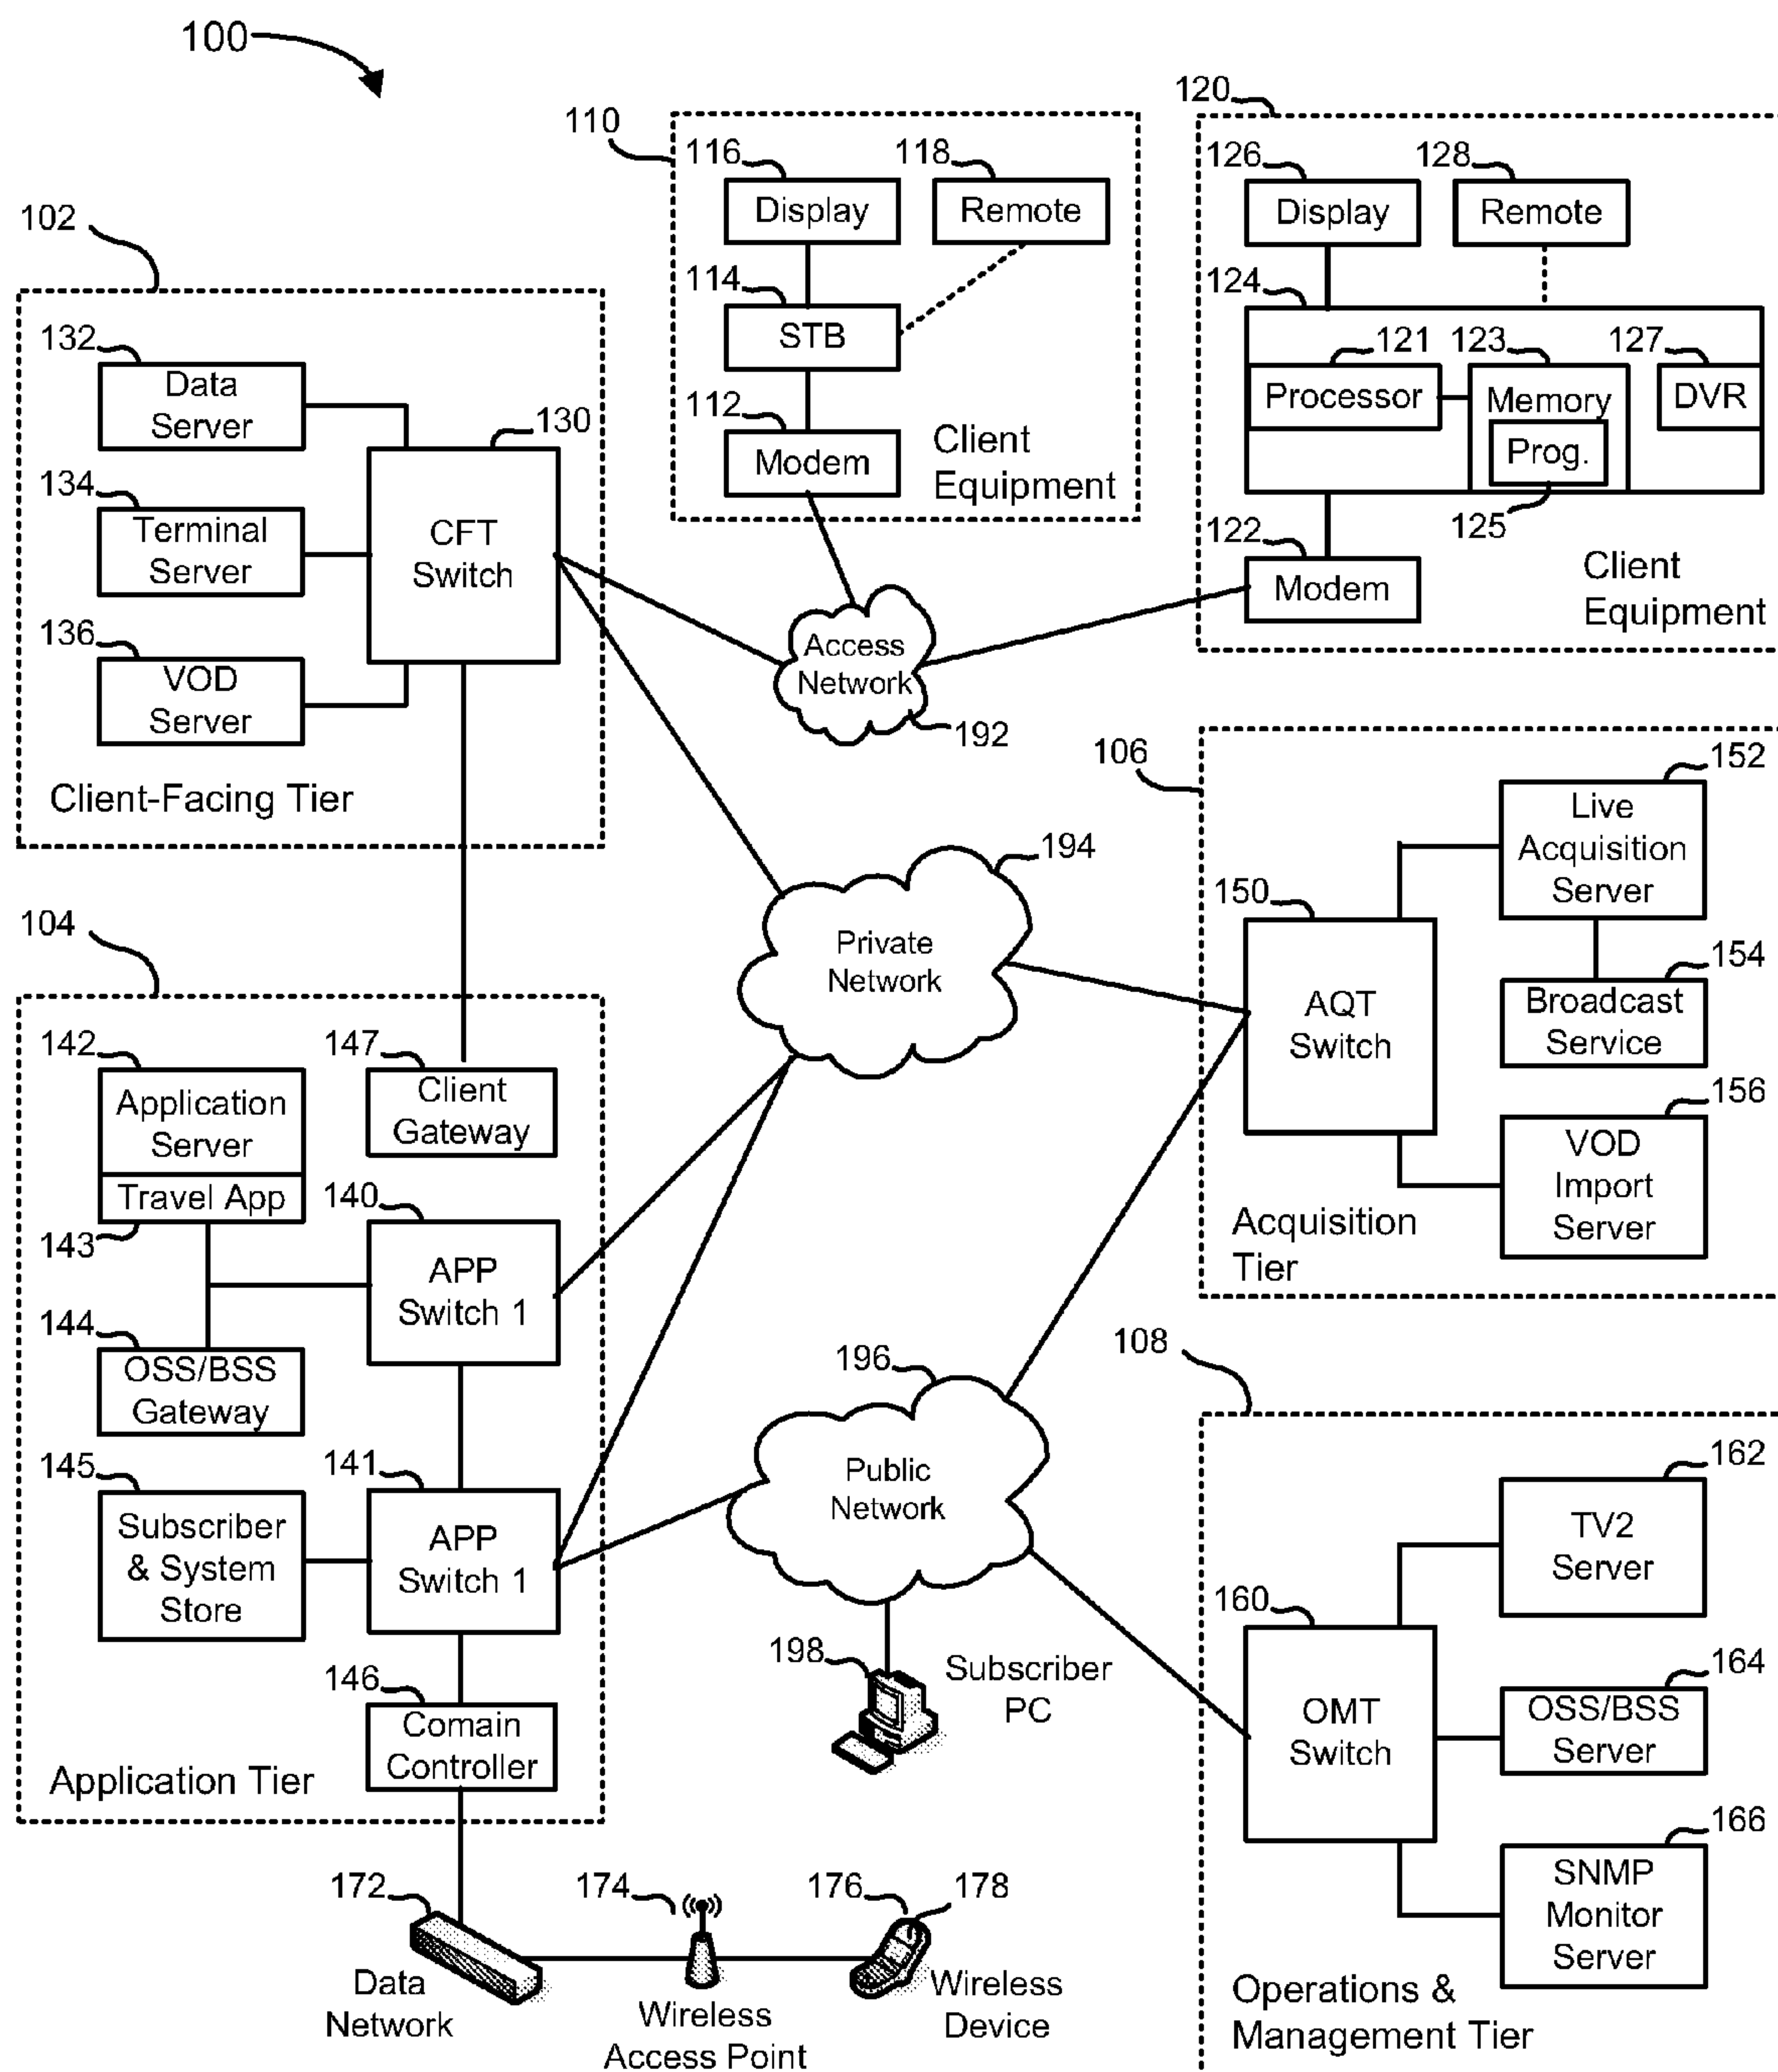 100
110
116
Display
118
Remote
114
STB
112
Modem
Client
Equipment
120
126
Display
128
Remote
124
121
Processor
123
Memory
Prog.
125
127
DVR
122
Modem
Client
Equipment
102
132
Data
Server
134
Terminal
Server
136
VOD
Server
130
CFT
Switch
Client-Facing Tier
Access
Network
192
194
Private
Network
106
150
AQT
Switch
152
Live
Acquisition
Server
154
Broadcast
Service
156
VOD
Import
Server
Acquisition
Tier
104
142
Application
Server
Travel App
143
147
Client
Gateway
140
APP
Switch 1
144
OSS/BSS
Gateway
145
Subscriber
& System
Store
141
APP
Switch 1
146
Comain
Controller
Application Tier
196
Public
Network
198
Subscriber
PC
108
160
OMT
Switch
162
TV2
Server
164
OSS/BSS
Server
166
SNMP
Monitor
Server
Operations &
Management Tier
172
Data
Network
174
Wireless
Access Point
176
178
Wireless
Device